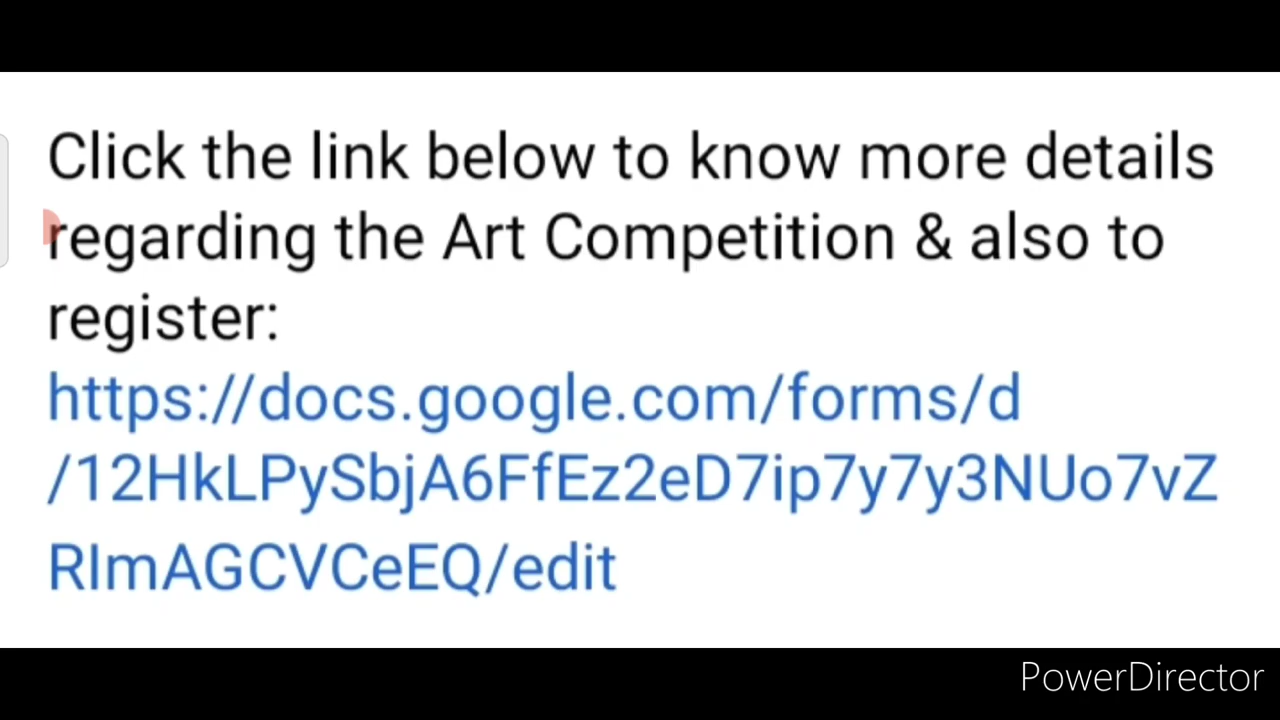 Click the link below to know more details
regarding the Art Competition & also to
register:
https://docs.google.com/forms/d
/12HkLPySbjA6FfEz2eD7ip7y7y3NUo7vZ
RImAGCVCeEQ/edit
PowerDirector